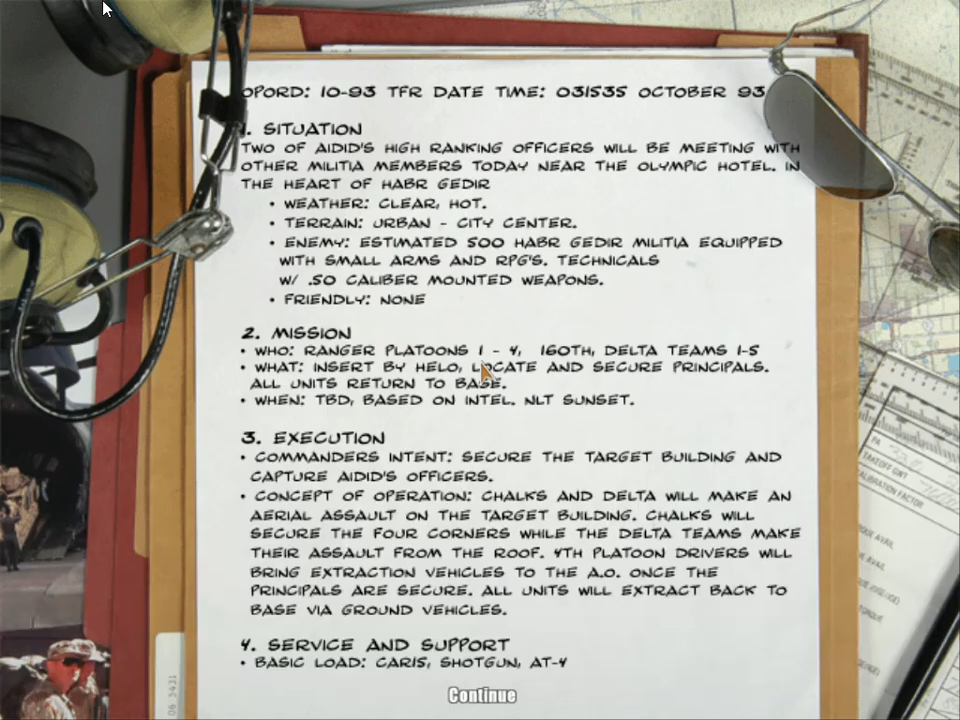 OPORD: 10-93 TFR DATE TIME: 031535 OCTOBER 93
1. SITUATION
TWO OF AIDID'S HIGH RANKING OFFICERS WILL BE MEETING WITH
OTHER MILITIA MEMBERS TODAY NEAR THE OLYMPIC HOTEL. IN
THE HEART OF HABR GEDIR
• WEATHER: CLEAR, HOT.
• TERRAIN: URBAN - CITY CENTER.
• ENEMY: ESTIMATED 500 HABR GEDIR MILITIA EQUIPPED
WITH SMALL ARMS AND RPG'S. TECHNICALS
W/ .50 CALIBER MOUNTED WEAPONS.
• FRIENDLY: NONE
2. MISSION
• WHO: RANGER PLATOONS 1 - 4, 160TH, DELTA TEAMS 1-5
• WHAT: INSERT BY HELO, LOCATE AND SECURE PRINCIPALS.
ALL UNITS RETURN TO BASE.
• WHEN: TBD, BASED ON INTEL. NLT SUNSET.
3. EXECUTION
• COMMANDERS INTENT: SECURE THE TARGET BUILDING AND
CAPTURE AIDID'S OFFICERS.
• CONCEPT OF OPERATION: CHALKS AND DELTA WILL MAKE AN
AERIAL ASSAULT ON THE TARGET BUILDING. CHALKS WILL
SECURE THE FOUR CORNERS WHILE THE DELTA TEAMS MAKE
THEIR ASSAULT FROM THE ROOF. 4TH PLATOON DRIVERS WILL
BRING EXTRACTION VEHICLES TO THE A.O. ONCE THE
PRINCIPALS ARE SECURE. ALL UNITS WILL EXTRACT BACK TO
BASE VIA GROUND VEHICLES.
4. SERVICE AND SUPPORT
• BASIC LOAD: CAR15, SHOTGUN, AT-4
Continue
PA
TAKEOFF GWT